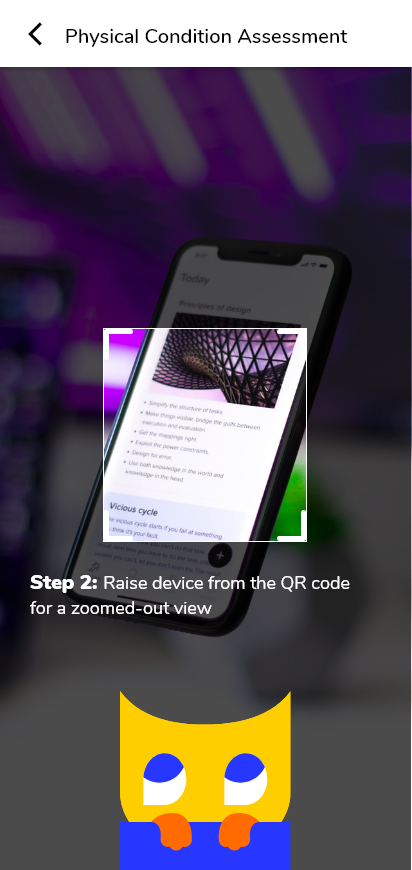 Physical Condition Assessment
Today
Principles of design
• Simplify the structure of tasks.
• Make things visible: bridge the gulfs between
execution and evaluation.
• Get the mappings right.
• Exploit the power constraints.
• Design for error.
• Use both knowledge in the world and
knowledge in the head.
Vicious cycle
vicious cycle starts if you fail at something
think it's your fault.
Step 2: Raise device from the QR code
for a zoomed-out view